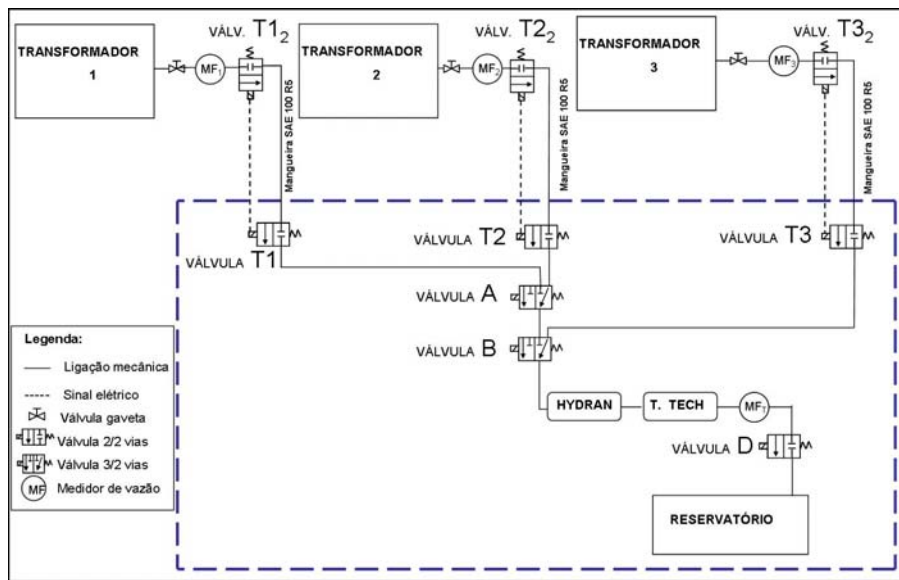 TRANSFORMADOR
1
MF1
VÁLV. T1₂
Mangueira SAE 100 R5
TRANSFORMADOR
2
MF2
VÁLV. T2₂
Mangueira SAE 100 R5
TRANSFORMADOR
3
MF3
VÁLV. T3₂
Mangueira SAE 100 R5
VÁLVULA T1
VÁLVULA T2
VÁLVULA T3
VÁLVULA A
VÁLVULA B
HYDRAN
T. TECH
MFT
VÁLVULA D
RESERVATÓRIO
Legenda:
Ligação mecânica
Sinal elétrico
Válvula gaveta
Válvula 2/2 vias
Válvula 3/2 vias
MF
Medidor de vazão